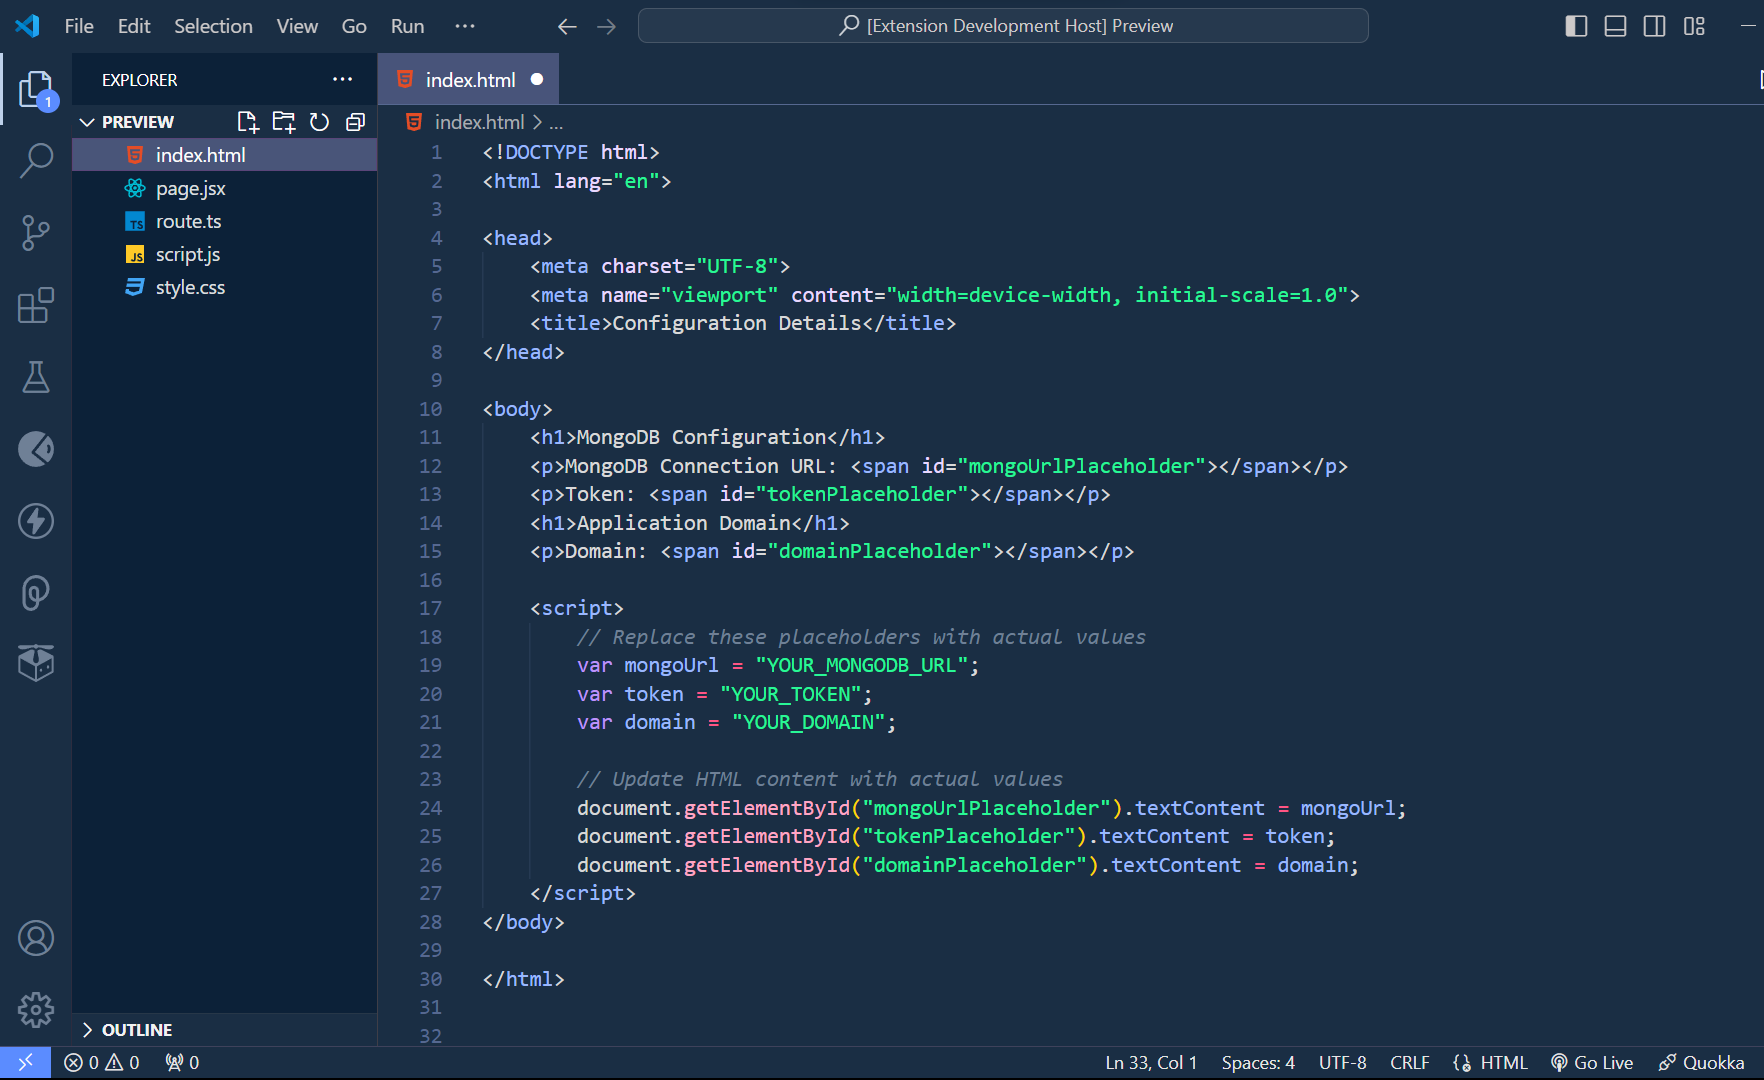 File Edit Selection View Go Run ··· [Extension Development Host] Preview
EXPLORER ···
index.html
1
PREVIEW
index.html
page.jsx
TS route.ts
JS script.js
style.css
index.html > ...
1 <!DOCTYPE html>
2 <html lang="en">
3
4 <head>
5 <meta charset="UTF-8">
6 <meta name="viewport" content="width=device-width, initial-scale=1.0">
7 <title>Configuration Details</title>
8 </head>
9
10 <body>
11 <h1>MongoDB Configuration</h1>
12 <p>MongoDB Connection URL: <span id="mongoUrlPlaceholder"></span></p>
13 <p>Token: <span id="tokenPlaceholder"></span></p>
14 <h1>Application Domain</h1>
15 <p>Domain: <span id="domainPlaceholder"></span></p>
16
17 <script>
18 // Replace these placeholders with actual values
19 var mongoUrl = "YOUR_MONGODB_URL";
20 var token = "YOUR_TOKEN";
21 var domain = "YOUR_DOMAIN";
22
23 // Update HTML content with actual values
24 document.getElementById("mongoUrlPlaceholder").textContent = mongoUrl;
25 document.getElementById("tokenPlaceholder").textContent = token;
26 document.getElementById("domainPlaceholder").textContent = domain;
27 </script>
28 </body>
29
30 </html>
31
32
OUTLINE
0 0 0 Ln 33, Col 1 Spaces: 4 UTF-8 CRLF HTML Go Live Quokka